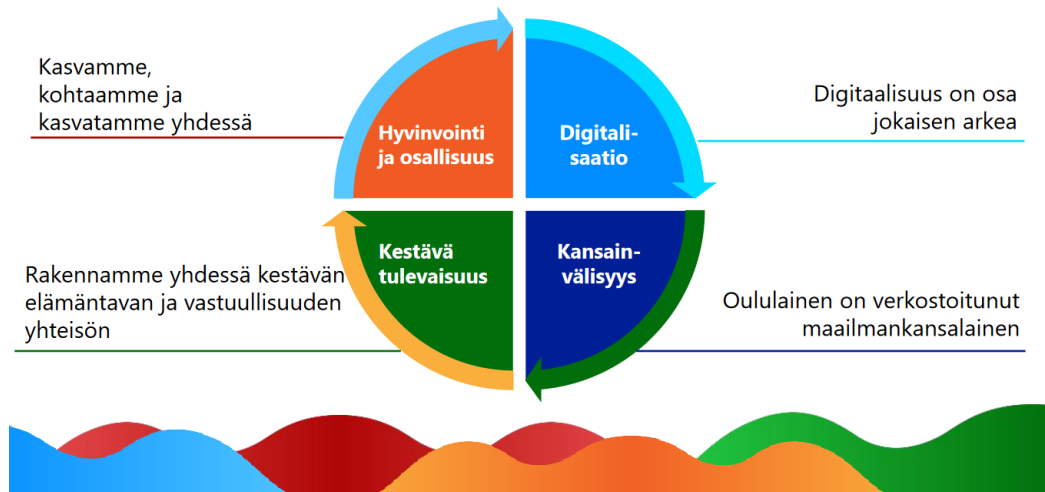 Kasvamme,
kohtaamme ja
kasvatamme yhdessä
Hyvinvointi
ja osallisuus
Digitali-
saatio
Digitaalisuus on osa
jokaisen arkea
Rakennamme yhdessä kestävän
elämäntavan ja vastuullisuuden
yhteisön
Kestävä
tulevaisuus
Kansain-
välisyys
Oululainen on verkostoitunut
maailmankansalainen